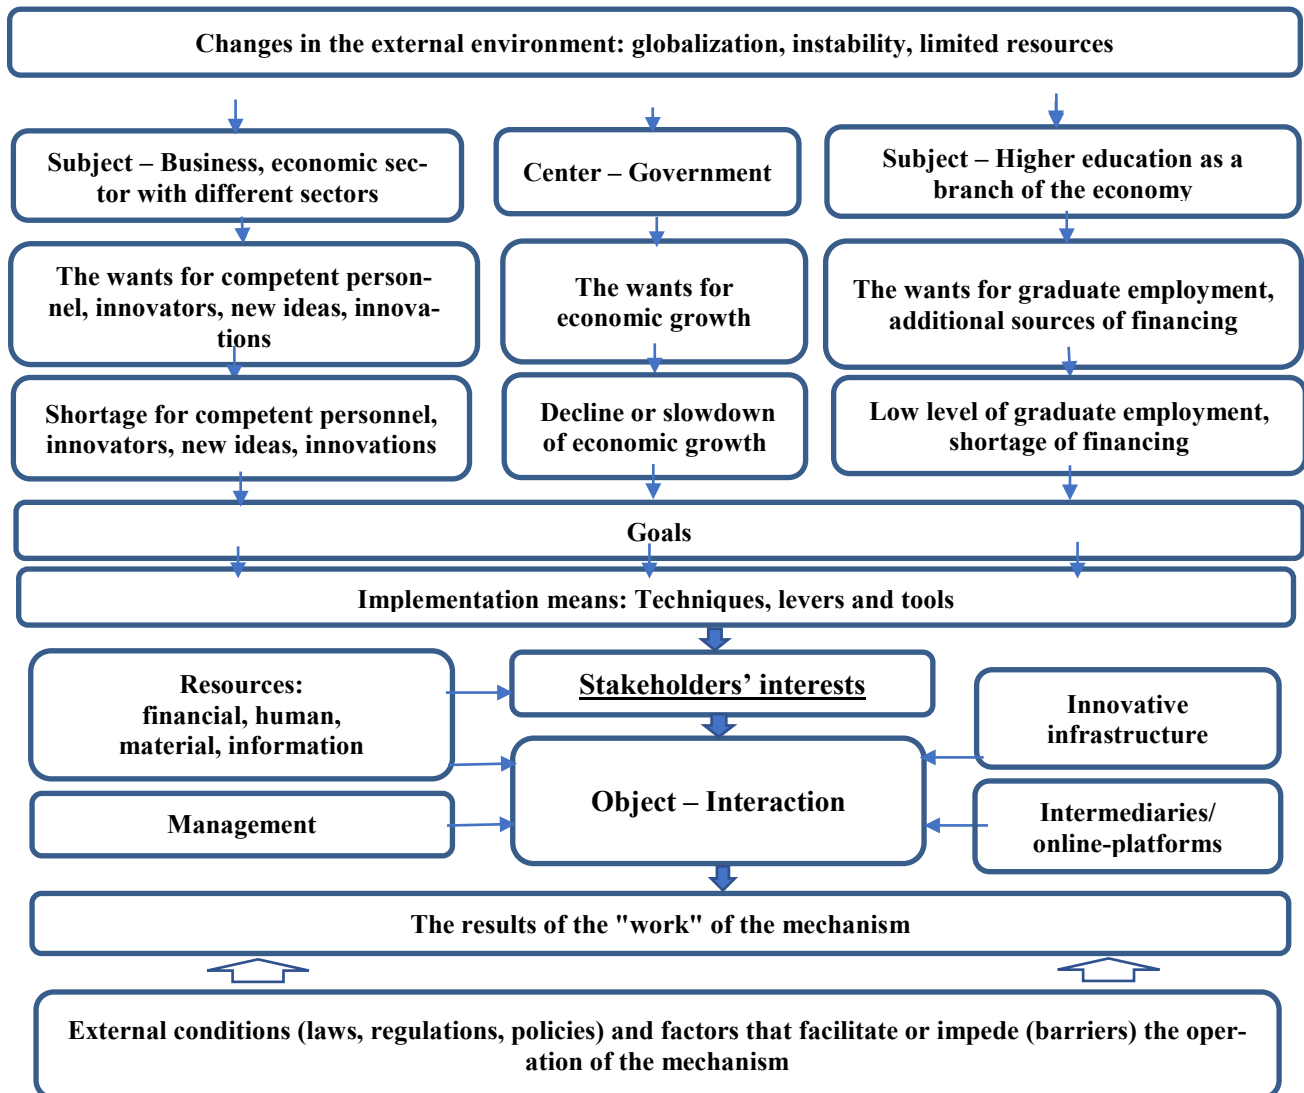 Changes in the external environment: globalization, instability, limited resources
Subject – Business, economic sec-
tor with different sectors
Center – Government
Subject – Higher education as a
branch of the economy
The wants for competent person-
nel, innovators, new ideas, innova-
tions
The wants for
economic growth
The wants for graduate employment,
additional sources of financing
Shortage for competent personnel,
innovators, new ideas, innovations
Decline or slowdown
of economic growth
Low level of graduate employment,
shortage of financing
Goals
Implementation means: Techniques, levers and tools
Resources:
financial, human,
material, information
Stakeholders’ interests
Innovative
infrastructure
Object – Interaction
Management
Intermediaries/
online-platforms
The results of the "work" of the mechanism
External conditions (laws, regulations, policies) and factors that facilitate or impede (barriers) the oper-
ation of the mechanism